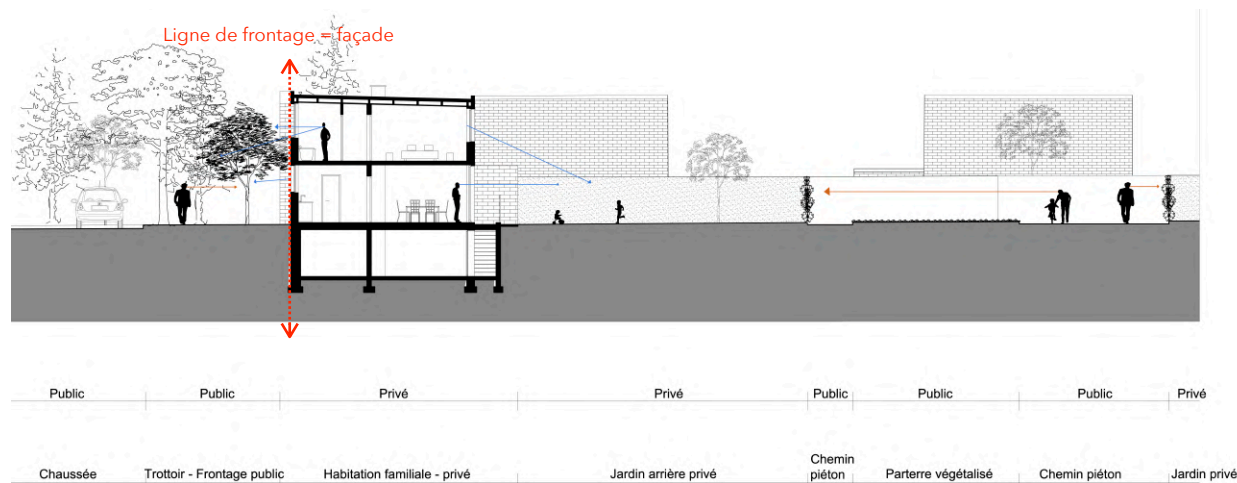 Ligne de frontage = façade
Public Public Privé Privé Public Public Public Privé
Chaussée Trottoir - Frontage public Habitation familiale - privé Jardin arrière privé Chemin piéton Parterre végétalisé Chemin piéton Jardin privé